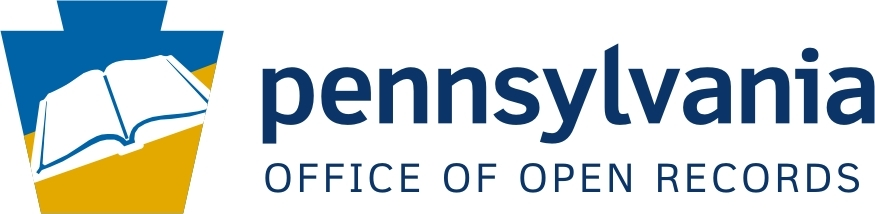 pennsylvania
OFFICE OF OPEN RECORDS